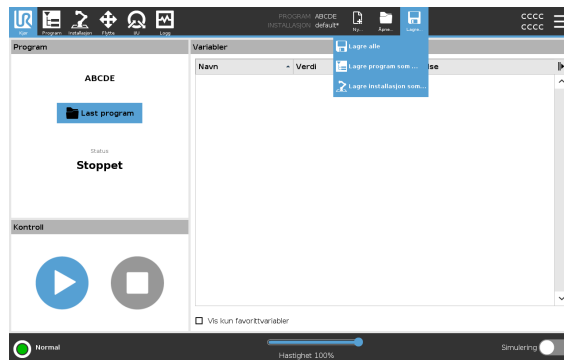 UR
Kjør
Program
Installasjon
Flytte
I/U
Logg
PROGRAM ABCDE
INSTALLASJON default*
Ny...
Åpne...
Lagre...
CCCC
CCCC
Program
ABCDE
Last program
Status
Stoppet
Kontroll
Variabler
Navn
Verdi
Lagre alle
Lagre program som ...
Lagre installasjon som...
Vis kun favorittvariabler
Normal
Hastighet 100%
Simulering